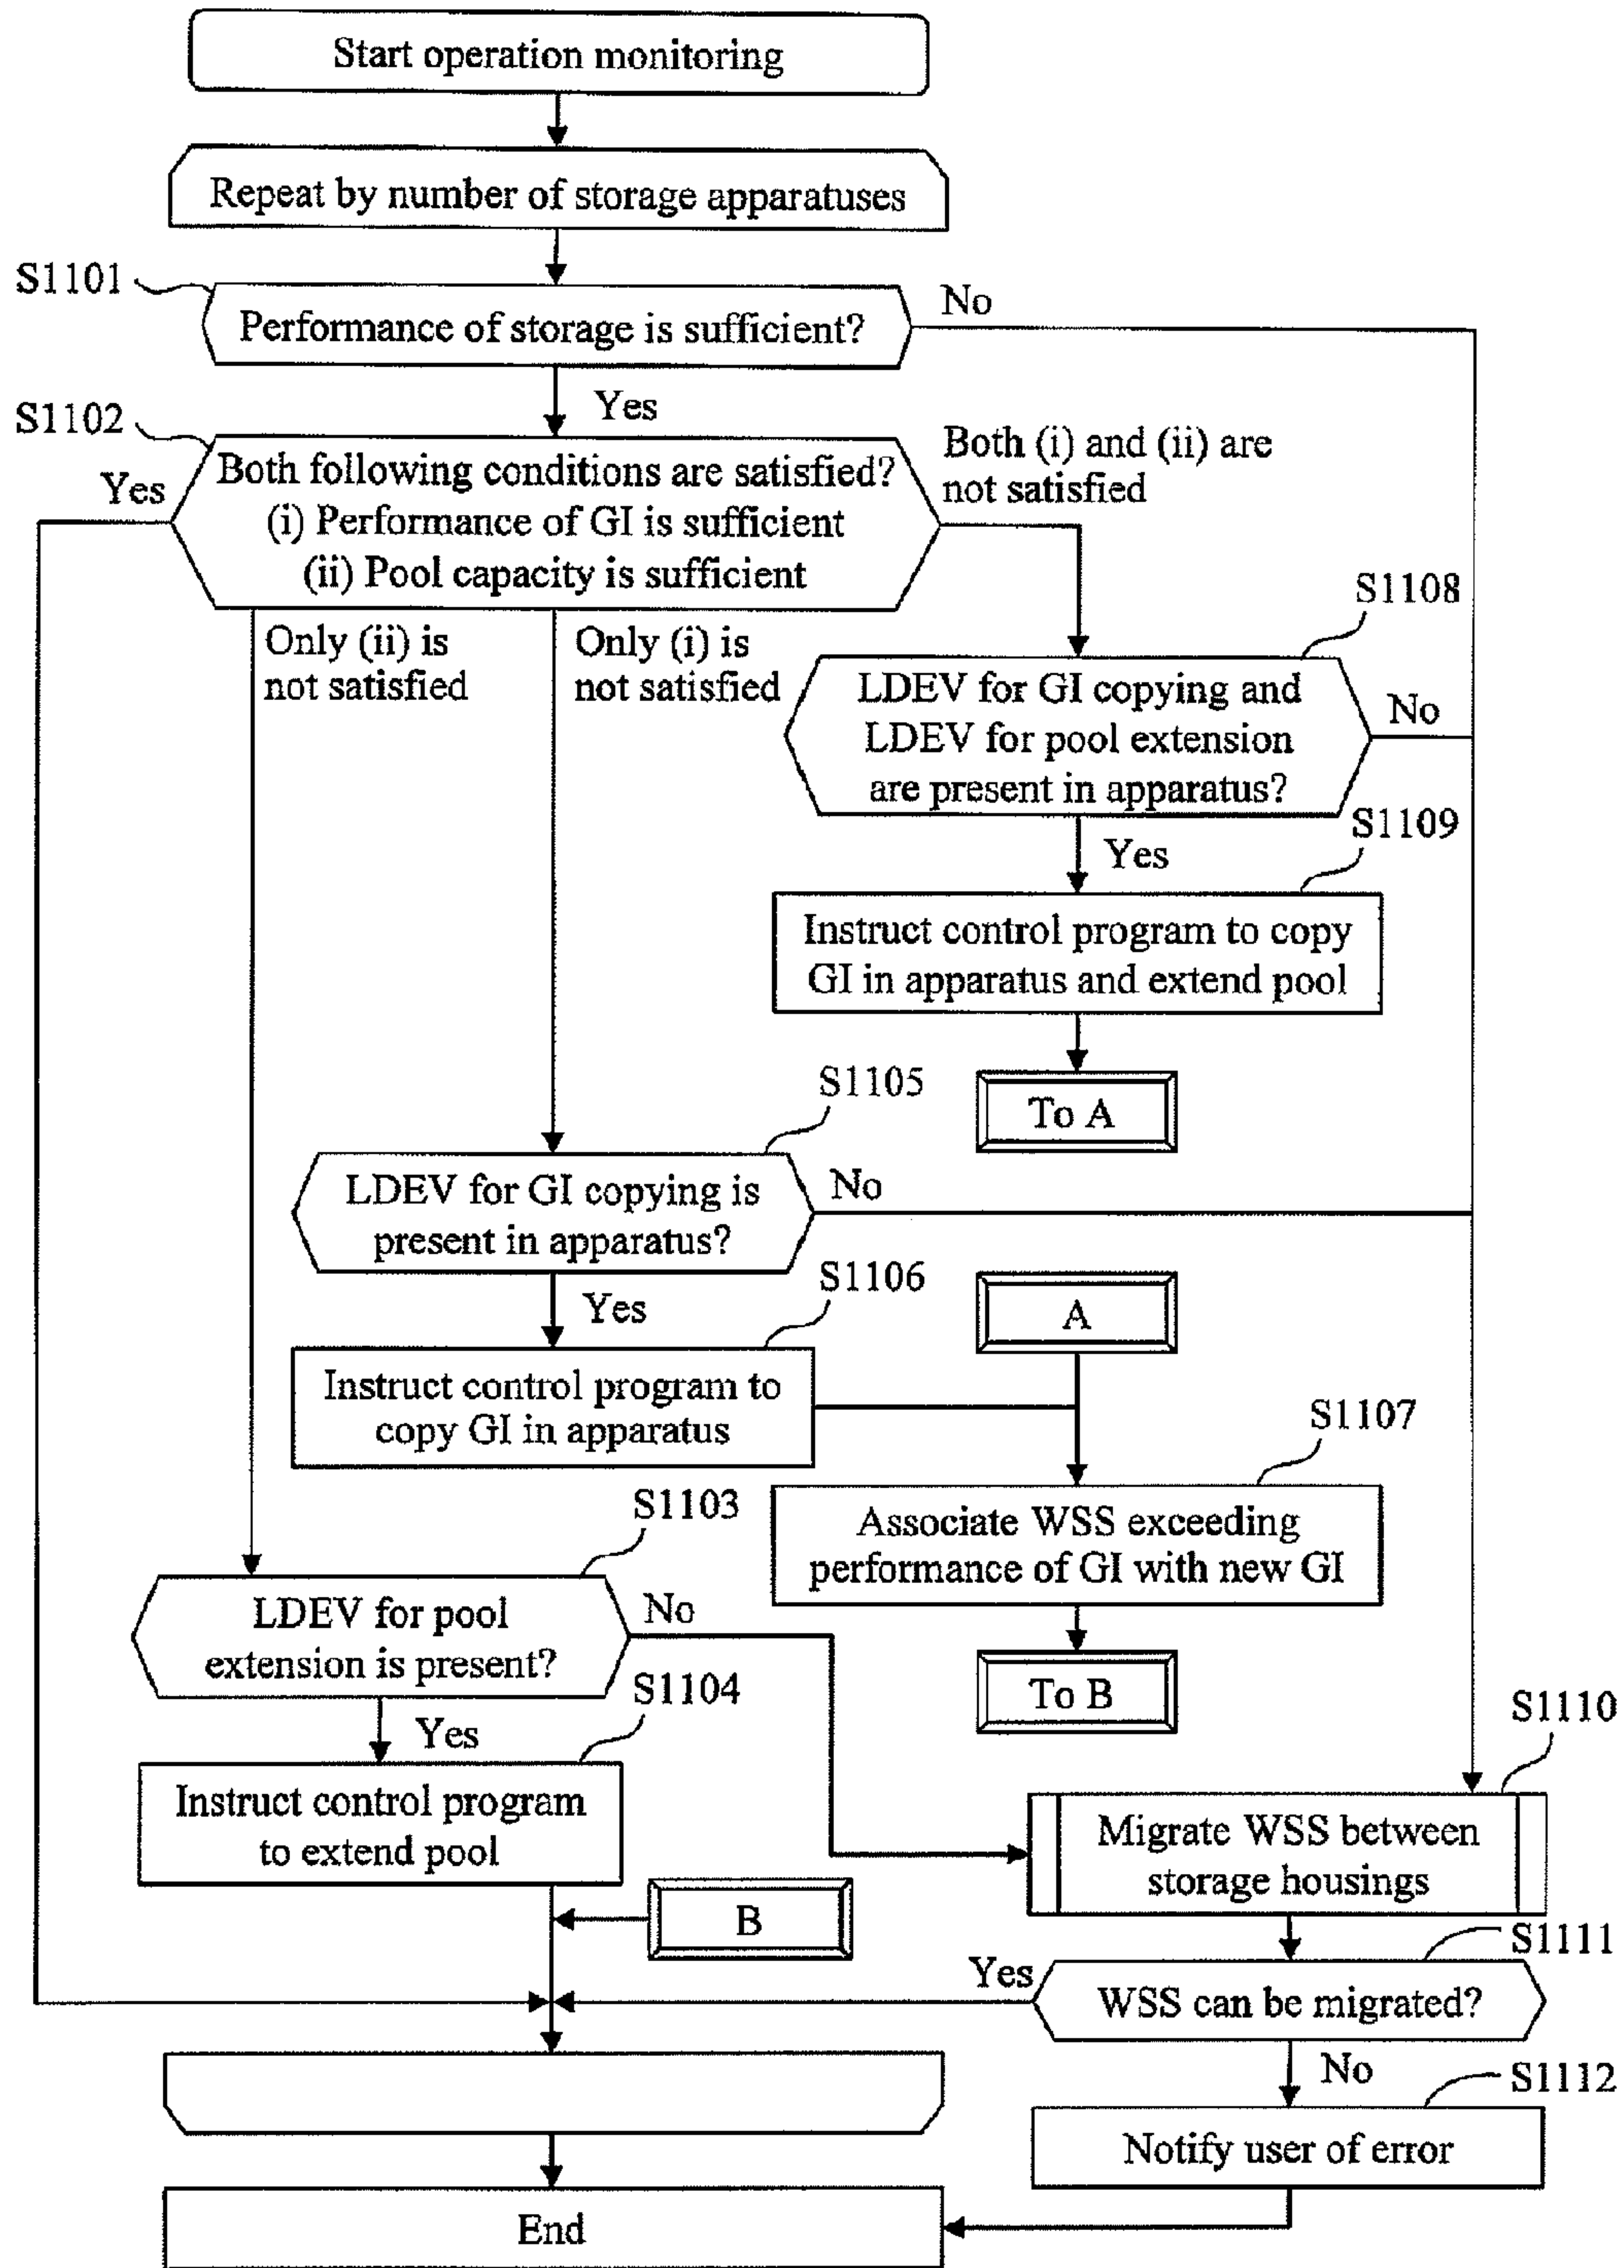 Start operation monitoring
Repeat by number of storage apparatuses
S1101
Performance of storage is sufficient?
No
Yes
S1102
Both following conditions are satisfied?
(i) Performance of GI is sufficient
(ii) Pool capacity is sufficient
Yes
Both (i) and (ii) are
not satisfied
Only (ii) is
not satisfied
Only (i) is
not satisfied
S1108
LDEV for GI copying and
LDEV for pool extension
are present in apparatus?
No
Yes
S1109
Instruct control program to copy
GI in apparatus and extend pool
To A
S1105
LDEV for GI copying is
present in apparatus?
No
Yes
S1106
Instruct control program to
copy GI in apparatus
A
S1107
Associate WSS exceeding
performance of GI with new GI
To B
S1103
LDEV for pool
extension is present?
No
Yes
S1104
Instruct control program
to extend pool
B
S1110
Migrate WSS between
storage housings
S1111
WSS can be migrated?
Yes
No
S1112
Notify user of error
End